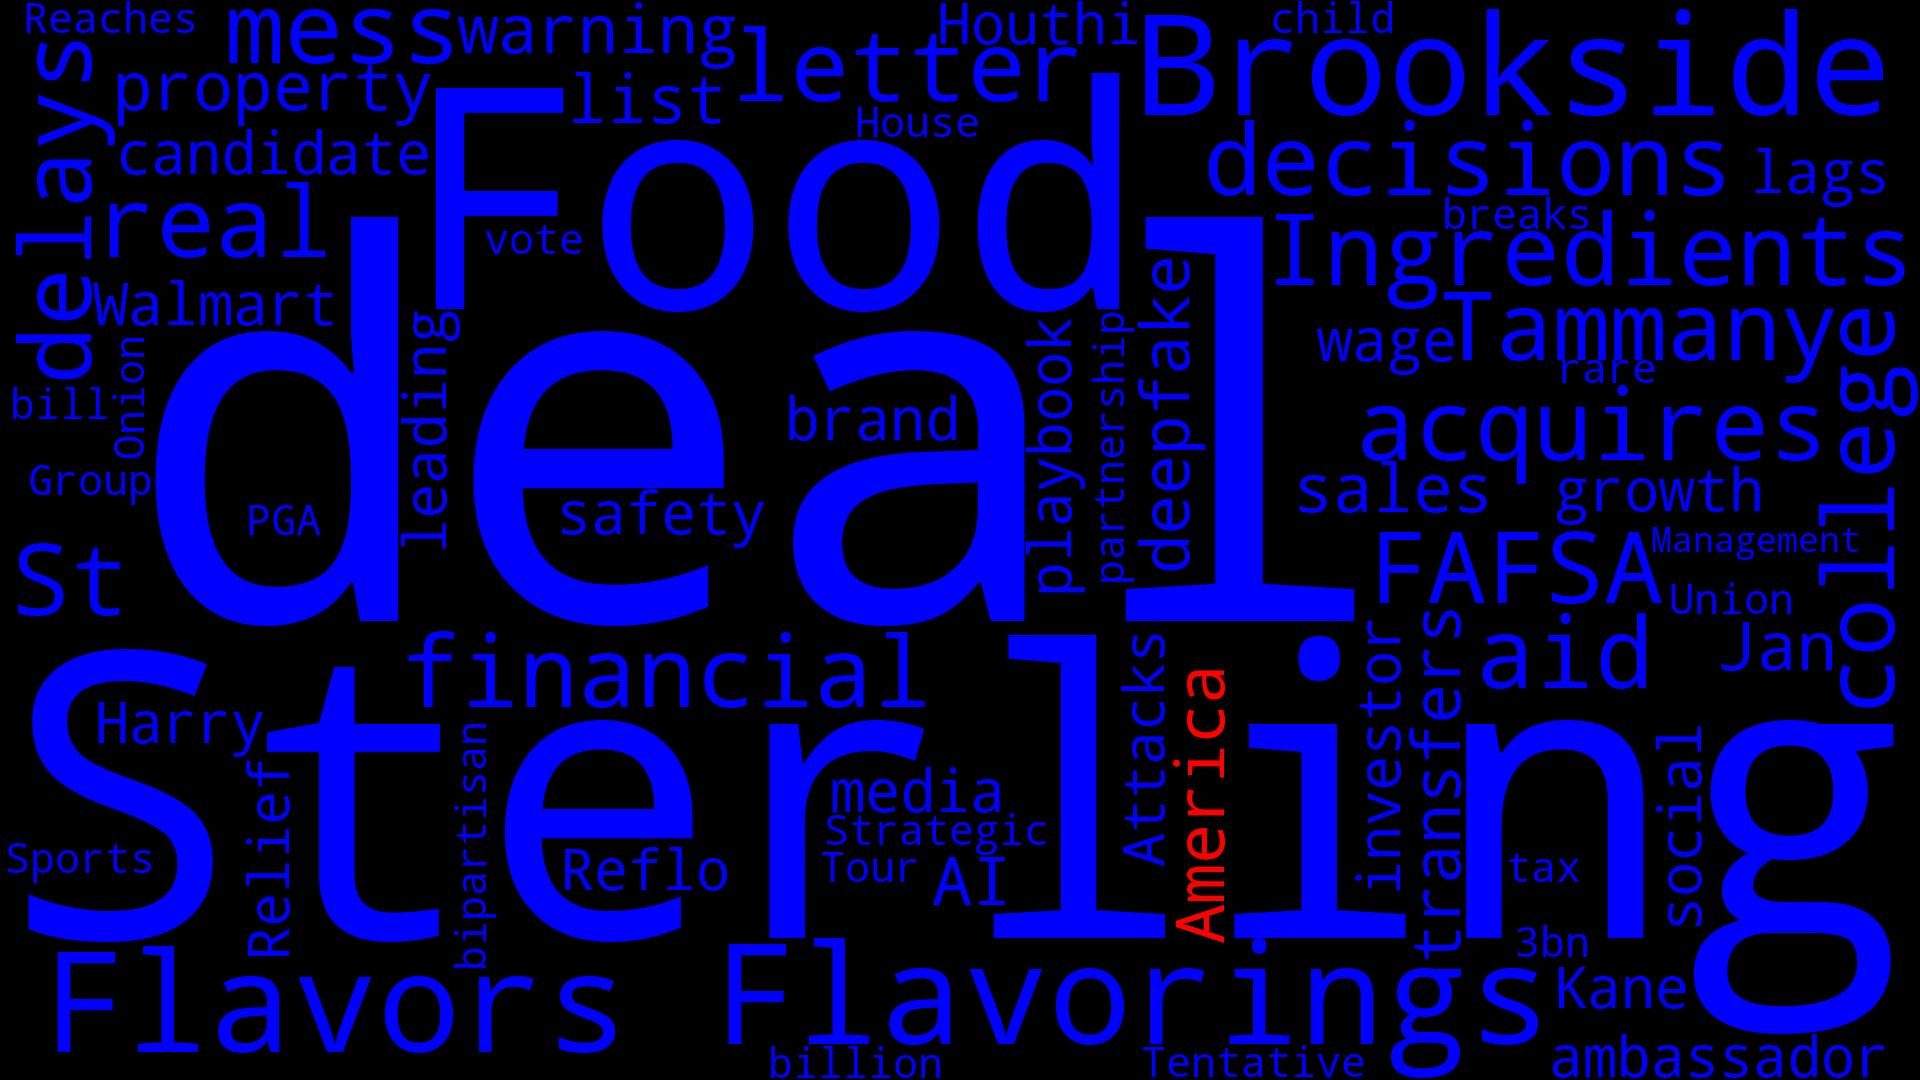 Reaches
mess
warning
Houthi
child
Brookside
letter
property
list
House
delays
candidate
Food
decisions
lags
real
vote
breaks
Ingredients
Walmart
leading
deal
playbook
partnership
deepfake
wage
Tammany
rare
college
bill
Onion
brand
acquires
Group
PGA
safety
sales
growth
St
FAFSA
Management
Union
financial
aid
Jan
Harry
Sterling
Attacks
America
investor
transfers
social
Relief
bipartisan
media
Strategic
Sports
Reflo
Tour
AI
tax
3bn
Flavors
Flavorings
Kane
billion
Tentative
ambassador